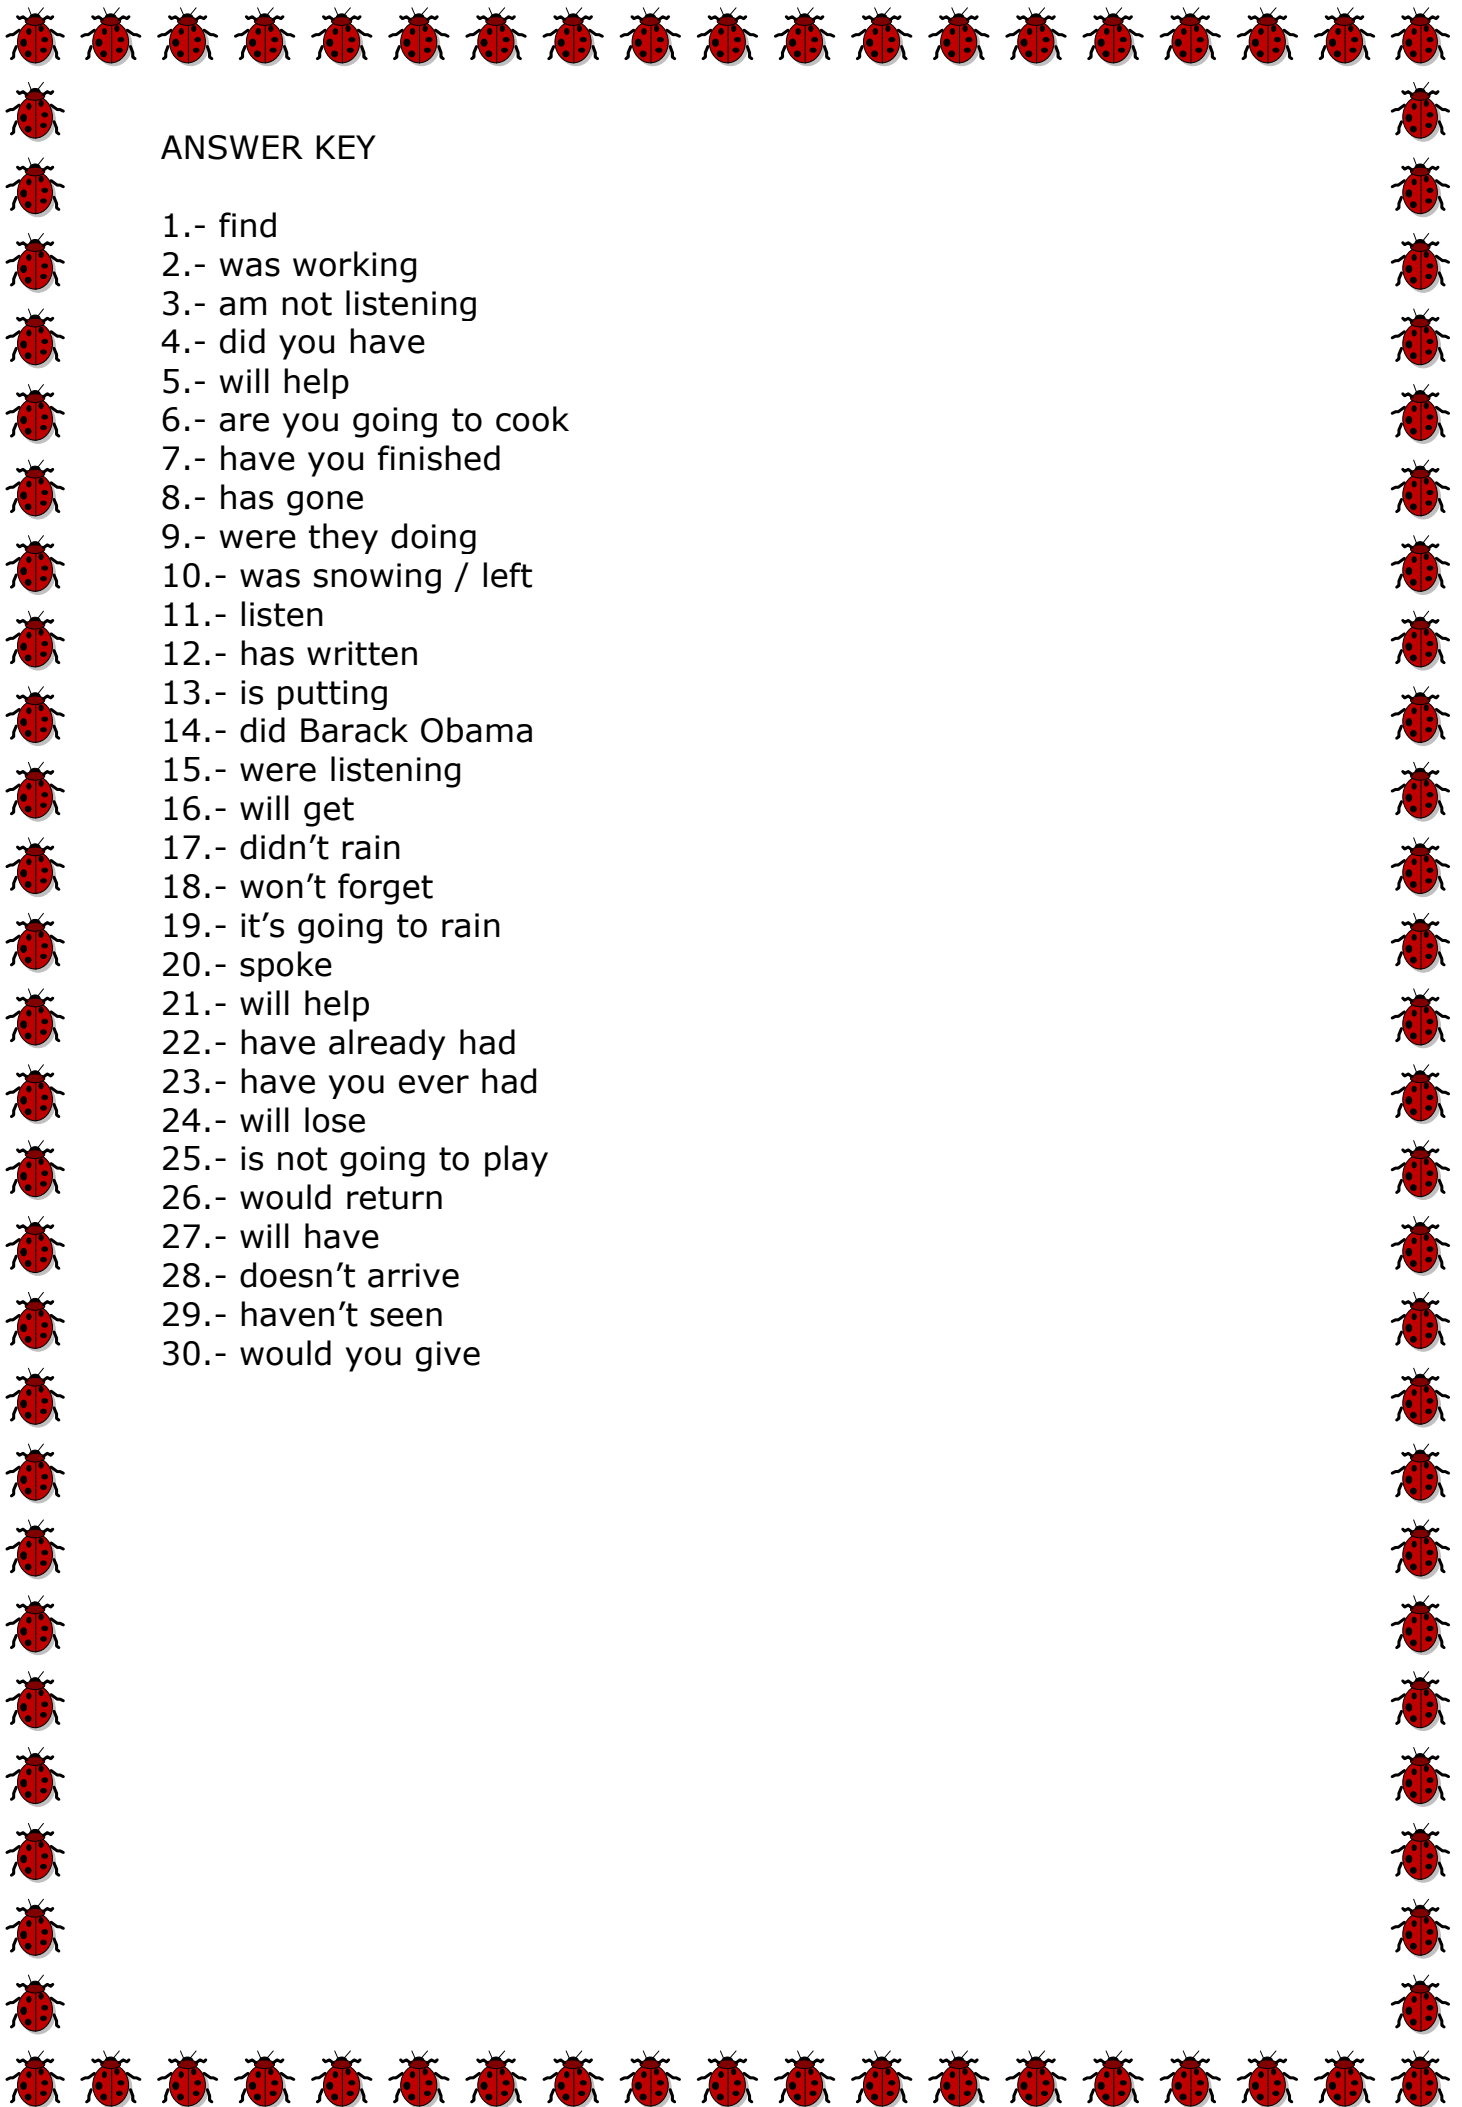 ANSWER KEY
1.- find
2.- was working
3.- am not listening
4.- did you have
5.- will help
6.- are you going to cook
7.- have you finished
8.- has gone
9.- were they doing
10.- was snowing / left
11.- listen
12.- has written
13.- is putting
14.- did Barack Obama
15.- were listening
16.- will get
17.- didn’t rain
18.- won’t forget
19.- it’s going to rain
20.- spoke
21.- will help
22.- have already had
23.- have you ever had
24.- will lose
25.- is not going to play
26.- would return
27.- will have
28.- doesn’t arrive
29.- haven’t seen
30.- would you give